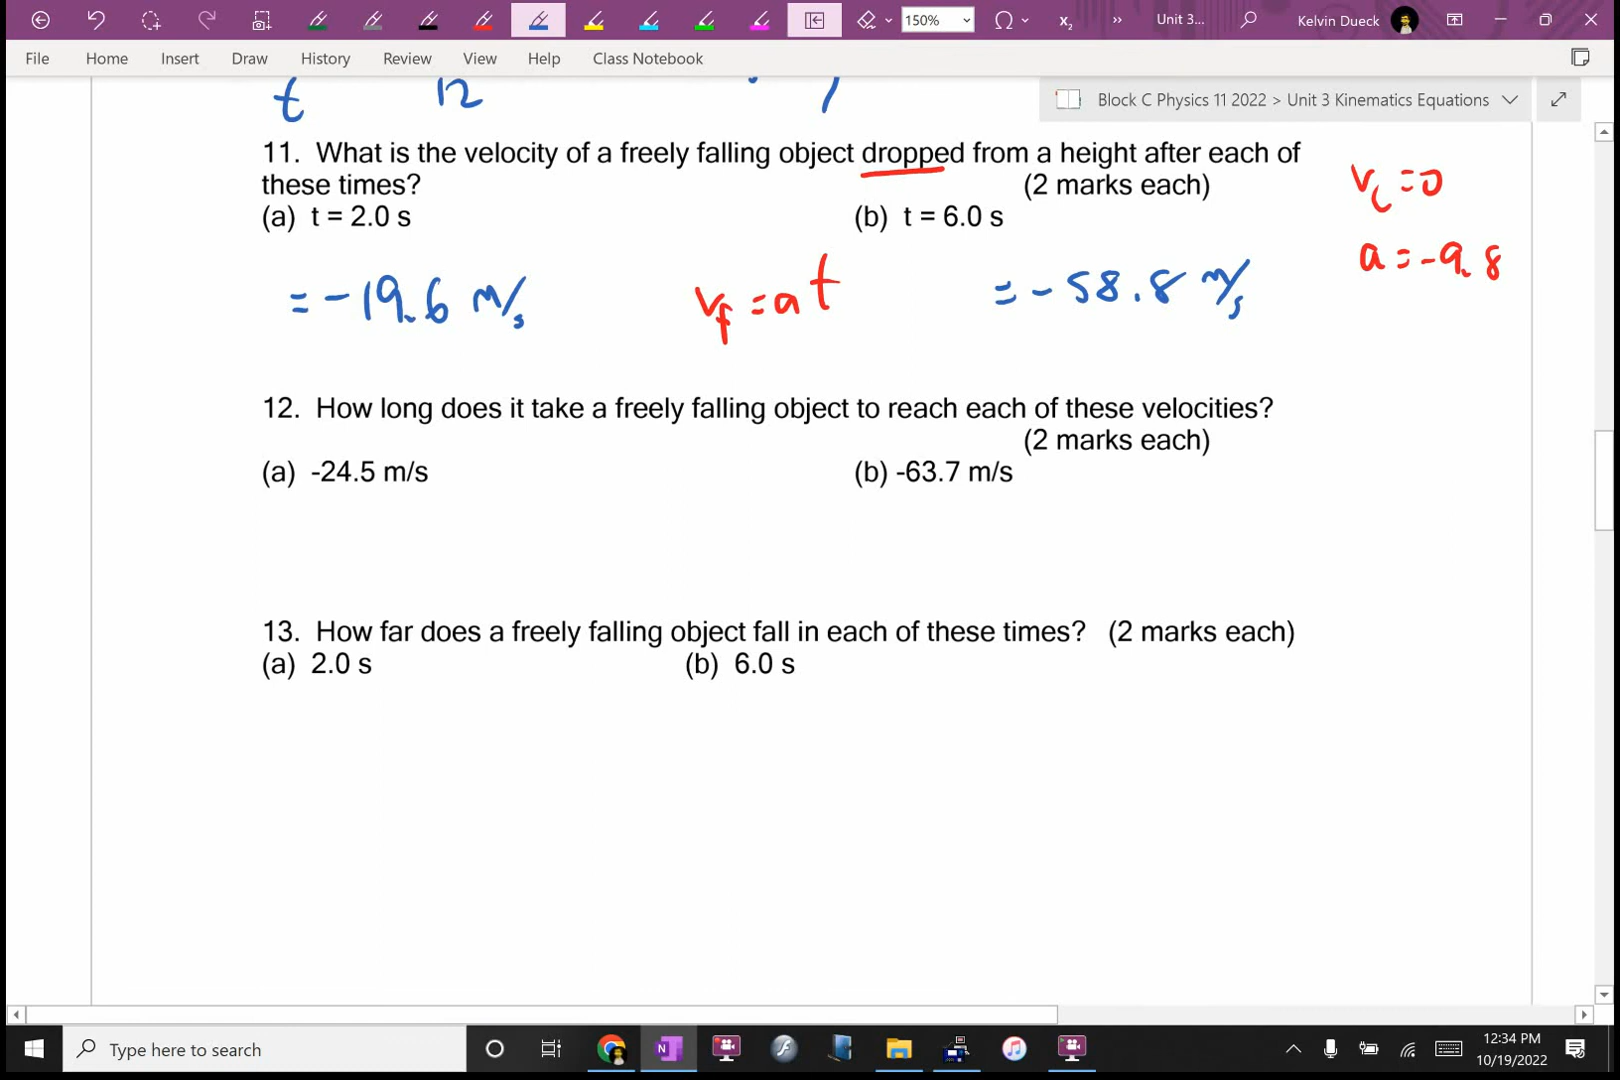 150%
Ω
x₂
››
Unit 3...
Kelvin Dueck
File Home Insert Draw History Review View Help Class Notebook
Block C Physics 11 2022 > Unit 3 Kinematics Equations
t 12
11. What is the velocity of a freely falling object dropped from a height after each of
these times? (2 marks each)
vi = 0
(a) t = 2.0 s (b) t = 6.0 s
a = -9.8
= -19.6 m/s vf = at = -58.8 m/s
12. How long does it take a freely falling object to reach each of these velocities?
(2 marks each)
(a) -24.5 m/s (b) -63.7 m/s
13. How far does a freely falling object fall in each of these times? (2 marks each)
(a) 2.0 s (b) 6.0 s
Type here to search
N
12:34 PM
10/19/2022